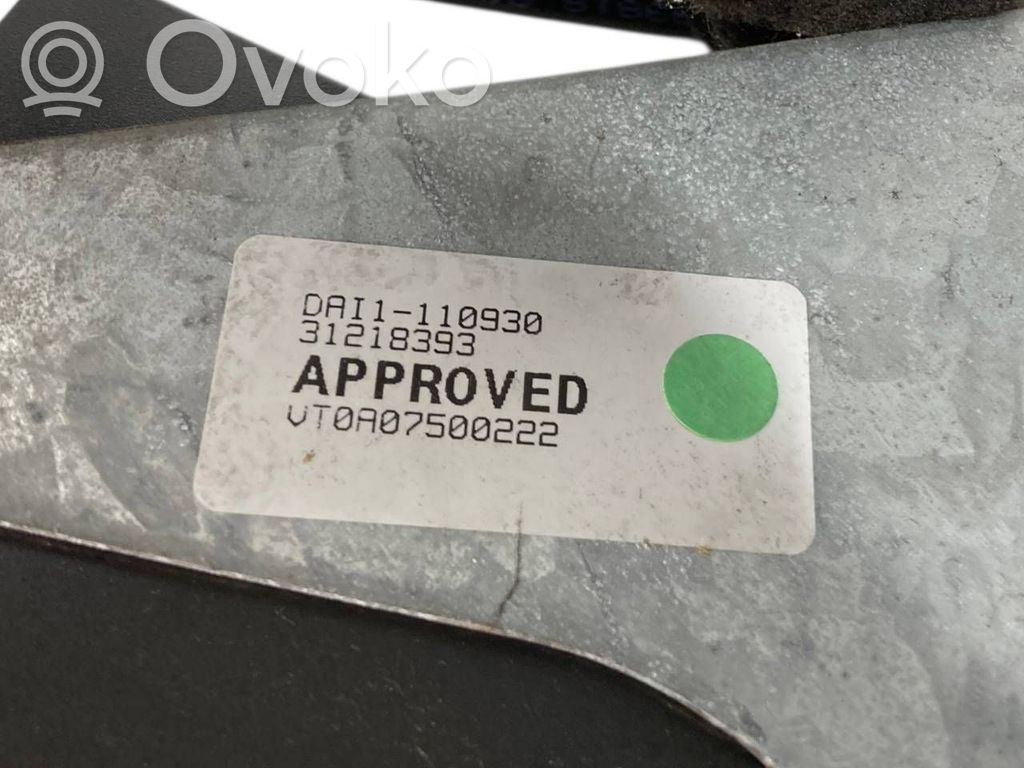 Ovoko
DAI1-110930
31218393
APPROVED
VT0A07500222